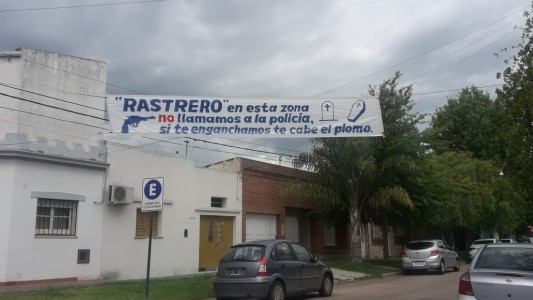 "RASTRERO" en esta zona
no llamamos a la policía,
si te enganchamos te cabe el plomo.
E